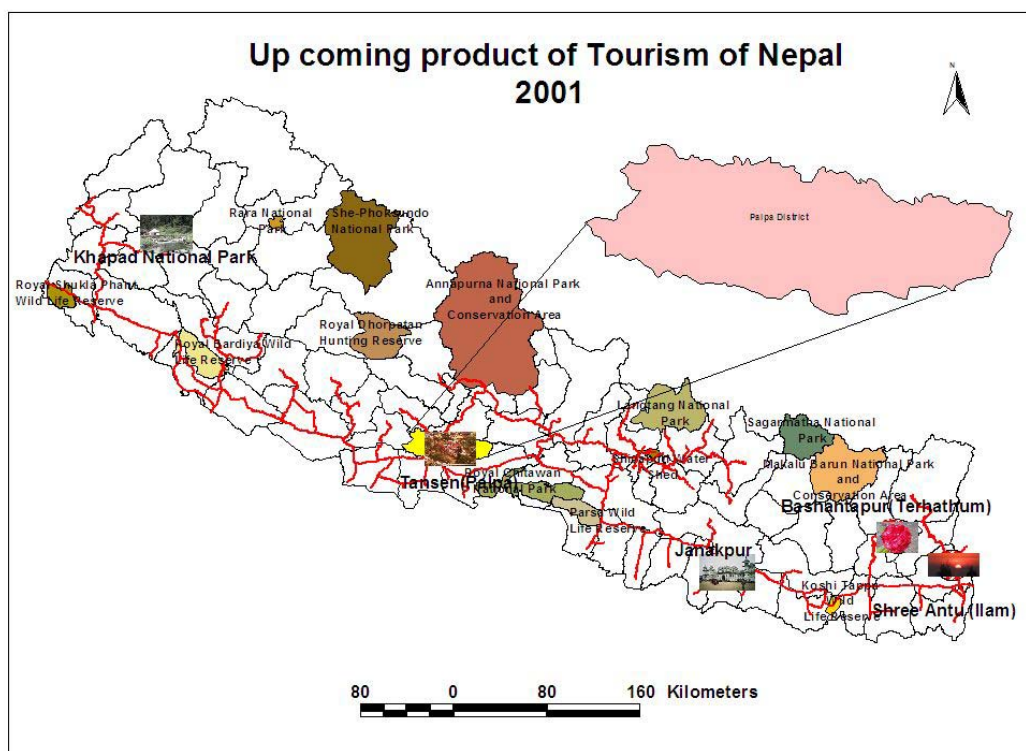 Up coming product of Tourism of Nepal
2001
N
Palpa District
Rara National
Park
She-Phoksundo
National Park
Khapad National Park
Royal Shukla Phant
Wild Life Reserve
Annapurna National Park
and
Conservation Area
Royal Dhorpatan
Hunting Reserve
Royal Bardiya Wild
Life Reserve
Langtang National
Park
Sagarmatha National
Park
Shivapuri Water
Shed
Makalu Barun National Park
and
Conservation Area
Tansen(Palpa)
Royal Chitawan
National Park
Bashantapur(Terhathum)
Parsa Wild
Life Reserve
Janakpur
Koshi Tappu
Wild
Life Reserve
Shree Antu (Ilam)
80 0 80 160 Kilometers